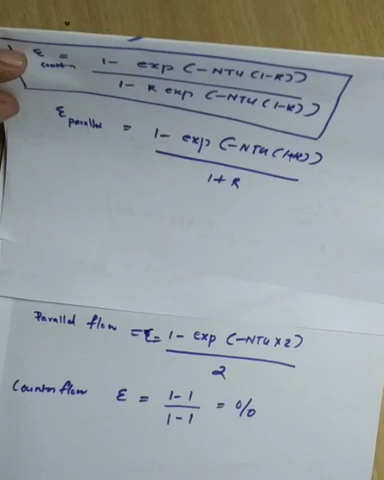 ε counter = 1 - exp (-NTU (1-R)) / 1 - R exp (-NTU (1-R))
ε parallel = 1 - exp (-NTU (1+R)) / 1 + R
Parallel flow = ε = 1 - exp (-NTU x 2) / 2
Counter flow ε = 1-1 / 1-1 = 0/0